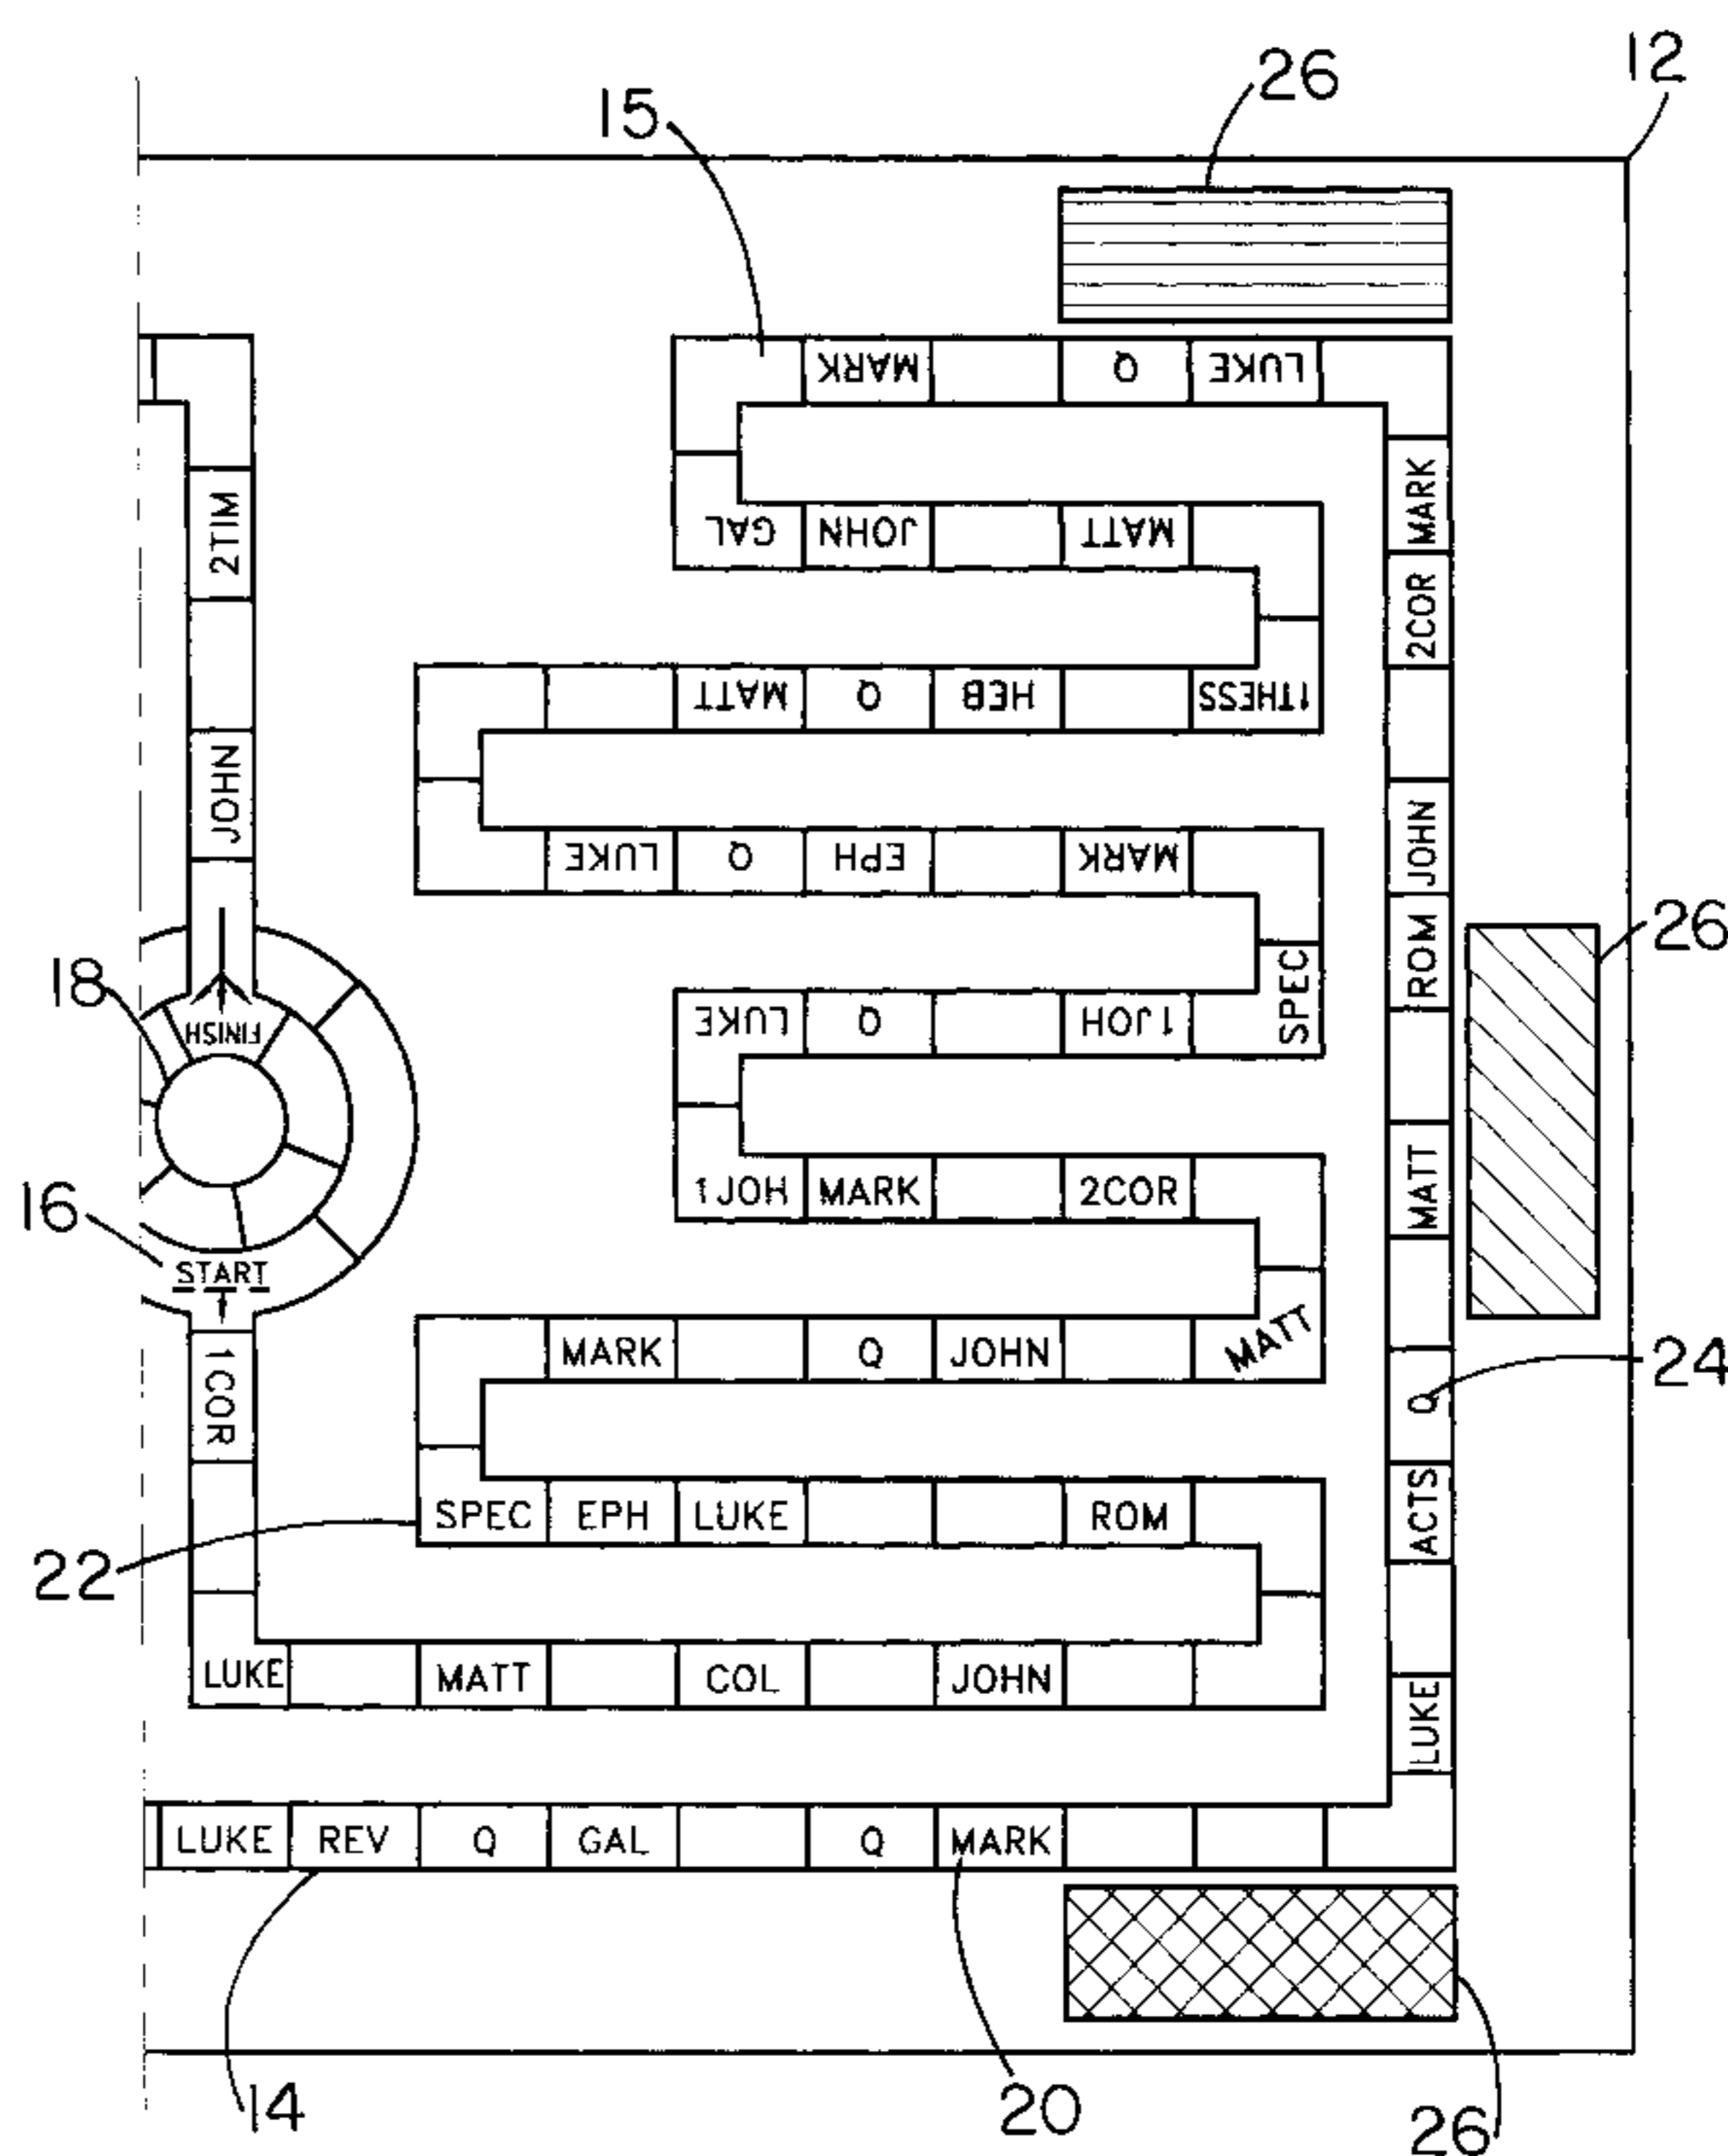 12
26
15
MARK Q LUKE
MARK
2TIM
GAL JOHN MATT
2COR
MATT Q HEB 1THESS
JOHN
JOHN
LUKE Q EPH MARK
ROM
26
18
SPEC
FINISH
LUKE Q 1JOH
MATT
1JOH MARK 2COR
16
START
MARK Q JOHN MATT
24
1COR
Q
SPEC EPH LUKE ROM
ACTS
22
LUKE MATT COL JOHN
LUKE
LUKE REV Q GAL Q MARK
14
20
26